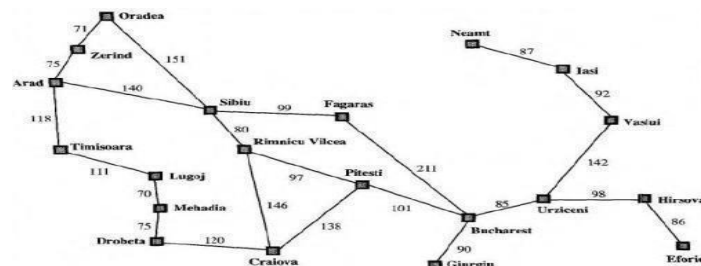 Oradea
71
Neamt
87
Zerind
151
75
Iasi
Arad
140
92
Sibiu
99
Fagaras
118
Vaslui
80
Timisoara
Rimnicu Vilcea
142
111
211
Lugoj
97
Pitesti
70
98
Hirsova
146
85
Mehadia
101
Urziceni
138
86
75
Bucharest
Drobeta
120
90
Eforie
Craiova
Giurgiu